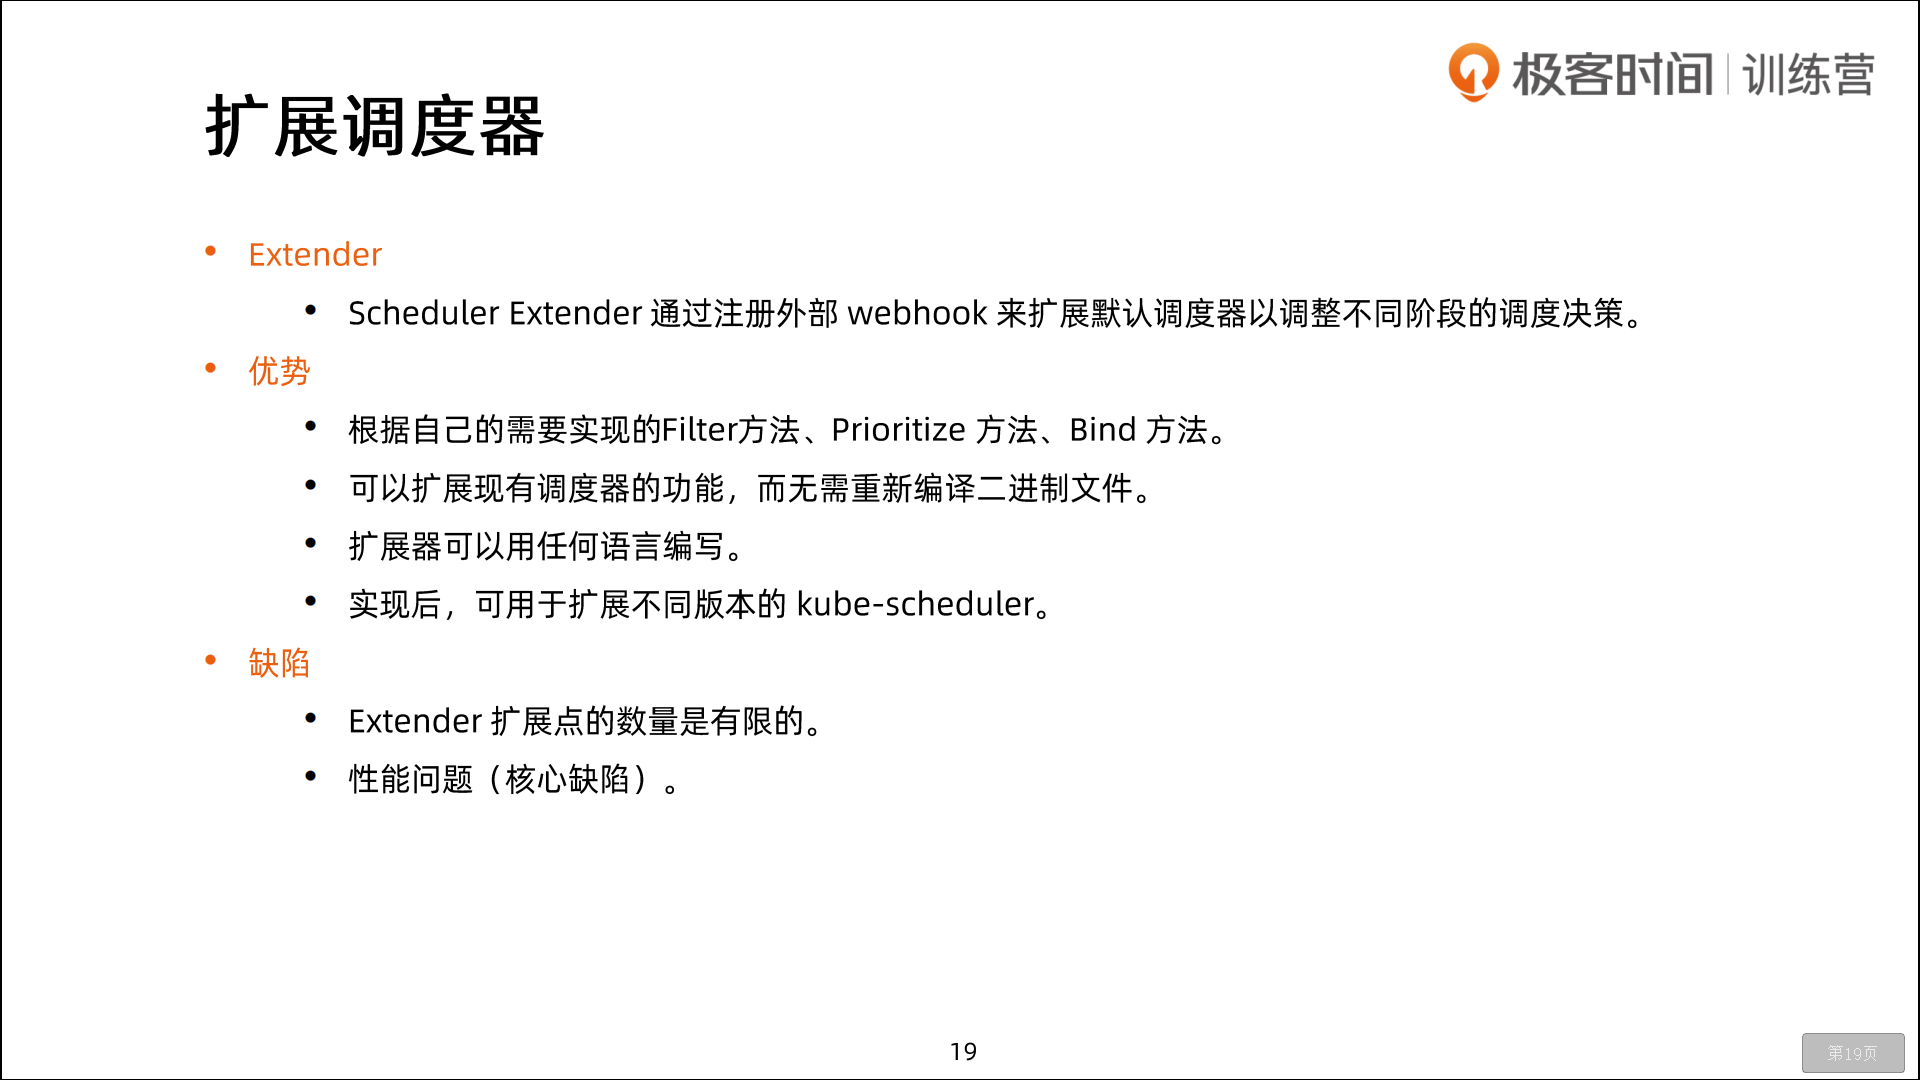 极客时间 | 训练营
扩展调度器
• Extender
• Scheduler Extender 通过注册外部 webhook 来扩展默认调度器以调整不同阶段的调度决策。
• 优势
• 根据自己的需要实现的Filter方法、Prioritize 方法、Bind 方法。
• 可以扩展现有调度器的功能，而无需重新编译二进制文件。
• 扩展器可以用任何语言编写。
• 实现后，可用于扩展不同版本的 kube-scheduler。
• 缺陷
• Extender 扩展点的数量是有限的。
• 性能问题（核心缺陷）。
19
第19页